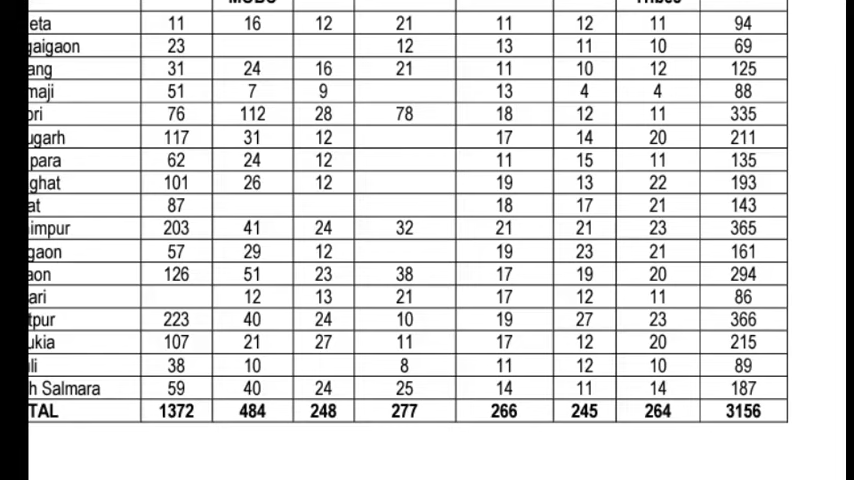 eta 11 16 12 21 11 12 11 94
gaigaon 23 12 13 11 10 69
ang 31 24 16 21 11 10 12 125
maji 51 7 9 13 4 4 88
ori 76 112 28 78 18 12 11 335
ugarh 117 31 12 17 14 20 211
para 62 24 12 11 15 11 135
ghat 101 26 12 19 13 22 193
at 87 18 17 21 143
impur 203 41 24 32 21 21 23 365
gaon 57 29 12 19 23 21 161
aon 126 51 23 38 17 19 20 294
ari 12 13 21 17 12 11 86
tpur 223 40 24 10 19 27 23 366
ukia 107 21 27 11 17 12 20 215
li 38 10 8 11 12 10 89
h Salmara 59 40 24 25 14 11 14 187
TAL 1372 484 248 277 266 245 264 3156